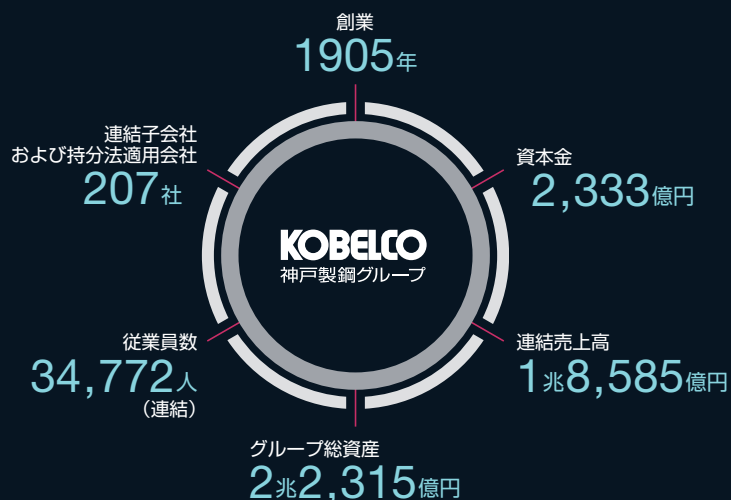 創業
1905年
連結子会社
および持分法適用会社
207社
資本金
2,333億円
KOBELCO
神戸製鋼グループ
従業員数
34,772人
（連結）
連結売上高
1兆8,585億円
グループ総資産
2兆2,315億円